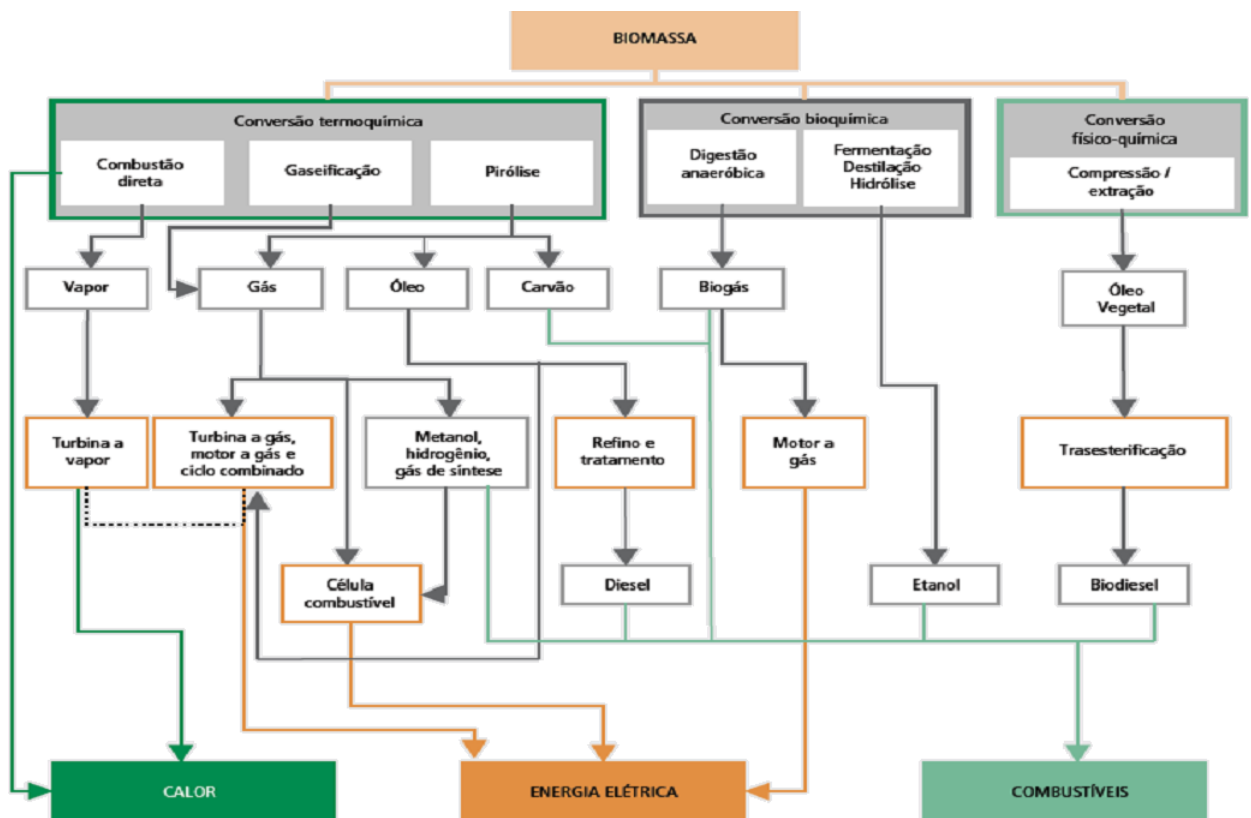 BIOMASSA
Conversão termoquímica
Combustão
direta
Gaseificação
Pirólise
Conversão bioquímica
Digestão
anaeróbica
Fermentação
Destilação
Hidrólise
Conversão
físico-química
Compressão /
extração
Vapor
Gás
Óleo
Carvão
Biogás
Óleo
Vegetal
Turbina a
vapor
Turbina a gás,
motor a gás e
ciclo combinado
Metanol,
hidrogênio,
gás de síntese
Refino e
tratamento
Motor a
gás
Trasesterificação
Célula
combustível
Diesel
Etanol
Biodiesel
CALOR
ENERGIA ELÉTRICA
COMBUSTÍVEIS